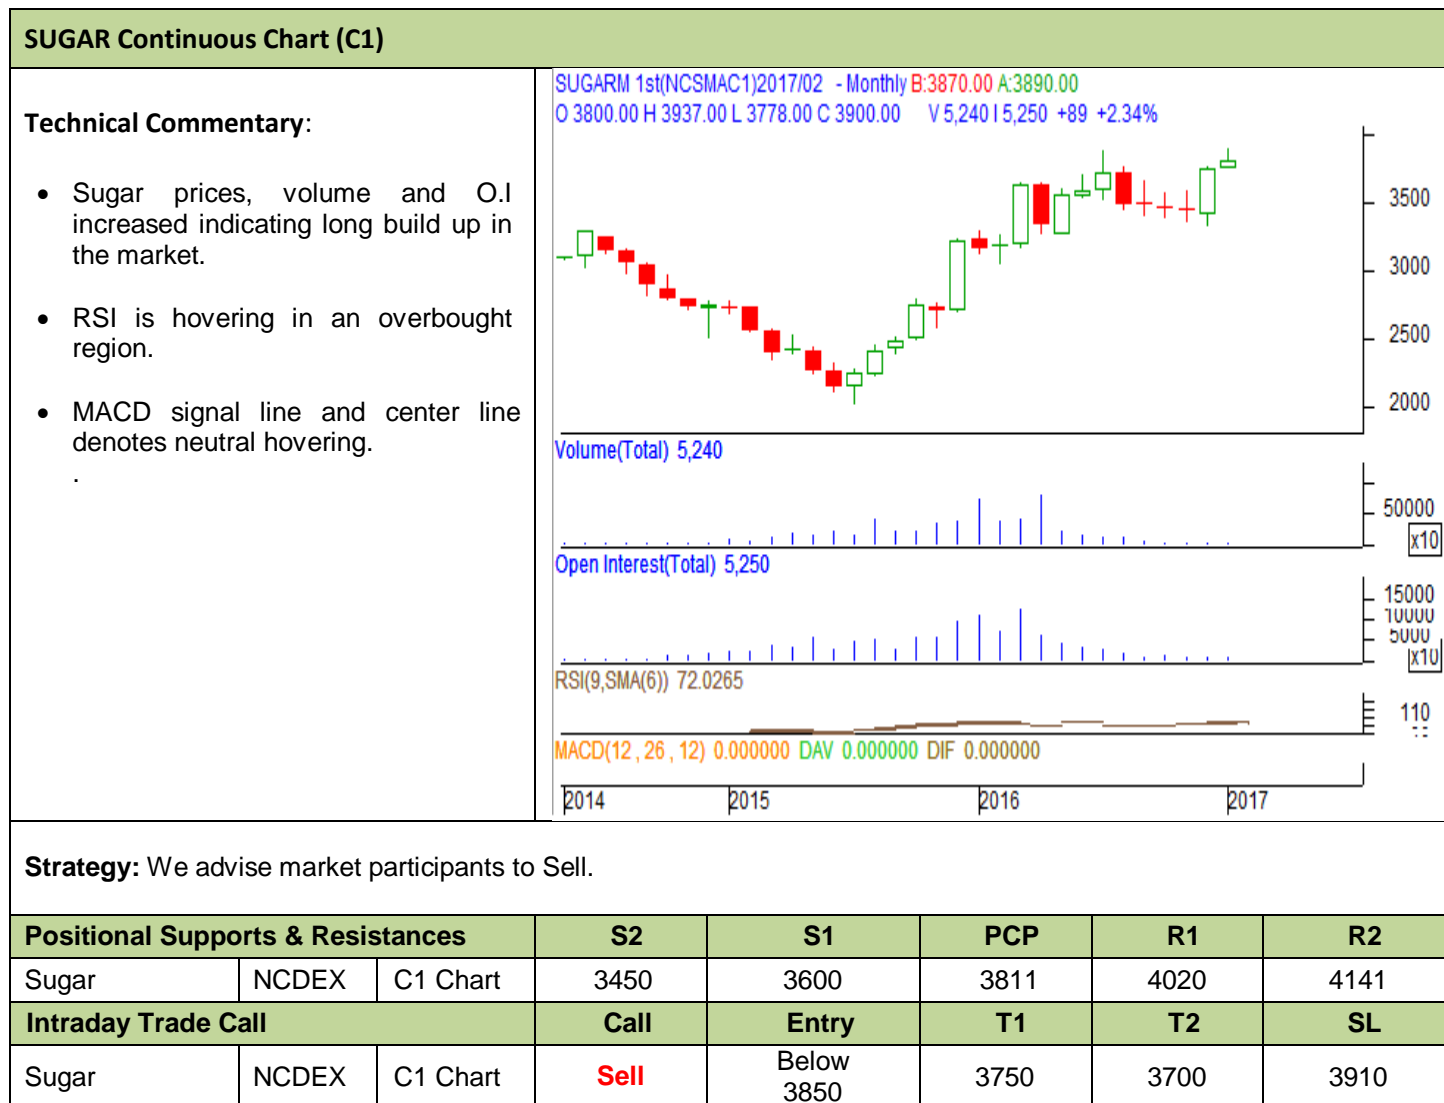 SUGAR Continuous Chart (C1)
Technical Commentary:
• Sugar prices, volume and O.I
increased indicating long build up in
the market.
• RSI is hovering in an overbought
region.
• MACD signal line and center line
denotes neutral hovering.
.
SUGARM 1st(NCSMAC1)2017/02 - Monthly B:3870.00 A:3890.00
O 3800.00 H 3937.00 L 3778.00 C 3900.00 V 5,240 I 5,250 +89 +2.34%
3500
3000
2500
2000
Volume(Total) 5,240
50000
x10
Open Interest(Total) 5,250
15000
10000
5000
x10
RSI(9,SMA(6)) 72.0265
110
MACD(12 , 26 , 12) 0.000000 DAV 0.000000 DIF 0.000000
2014 2015 2016 2017
Strategy: We advise market participants to Sell.
Positional Supports & Resistances S2 S1 PCP R1 R2
Sugar NCDEX C1 Chart 3450 3600 3811 4020 4141
Intraday Trade Call Call Entry T1 T2 SL
Sugar NCDEX C1 Chart Sell Below 3850 3750 3700 3910